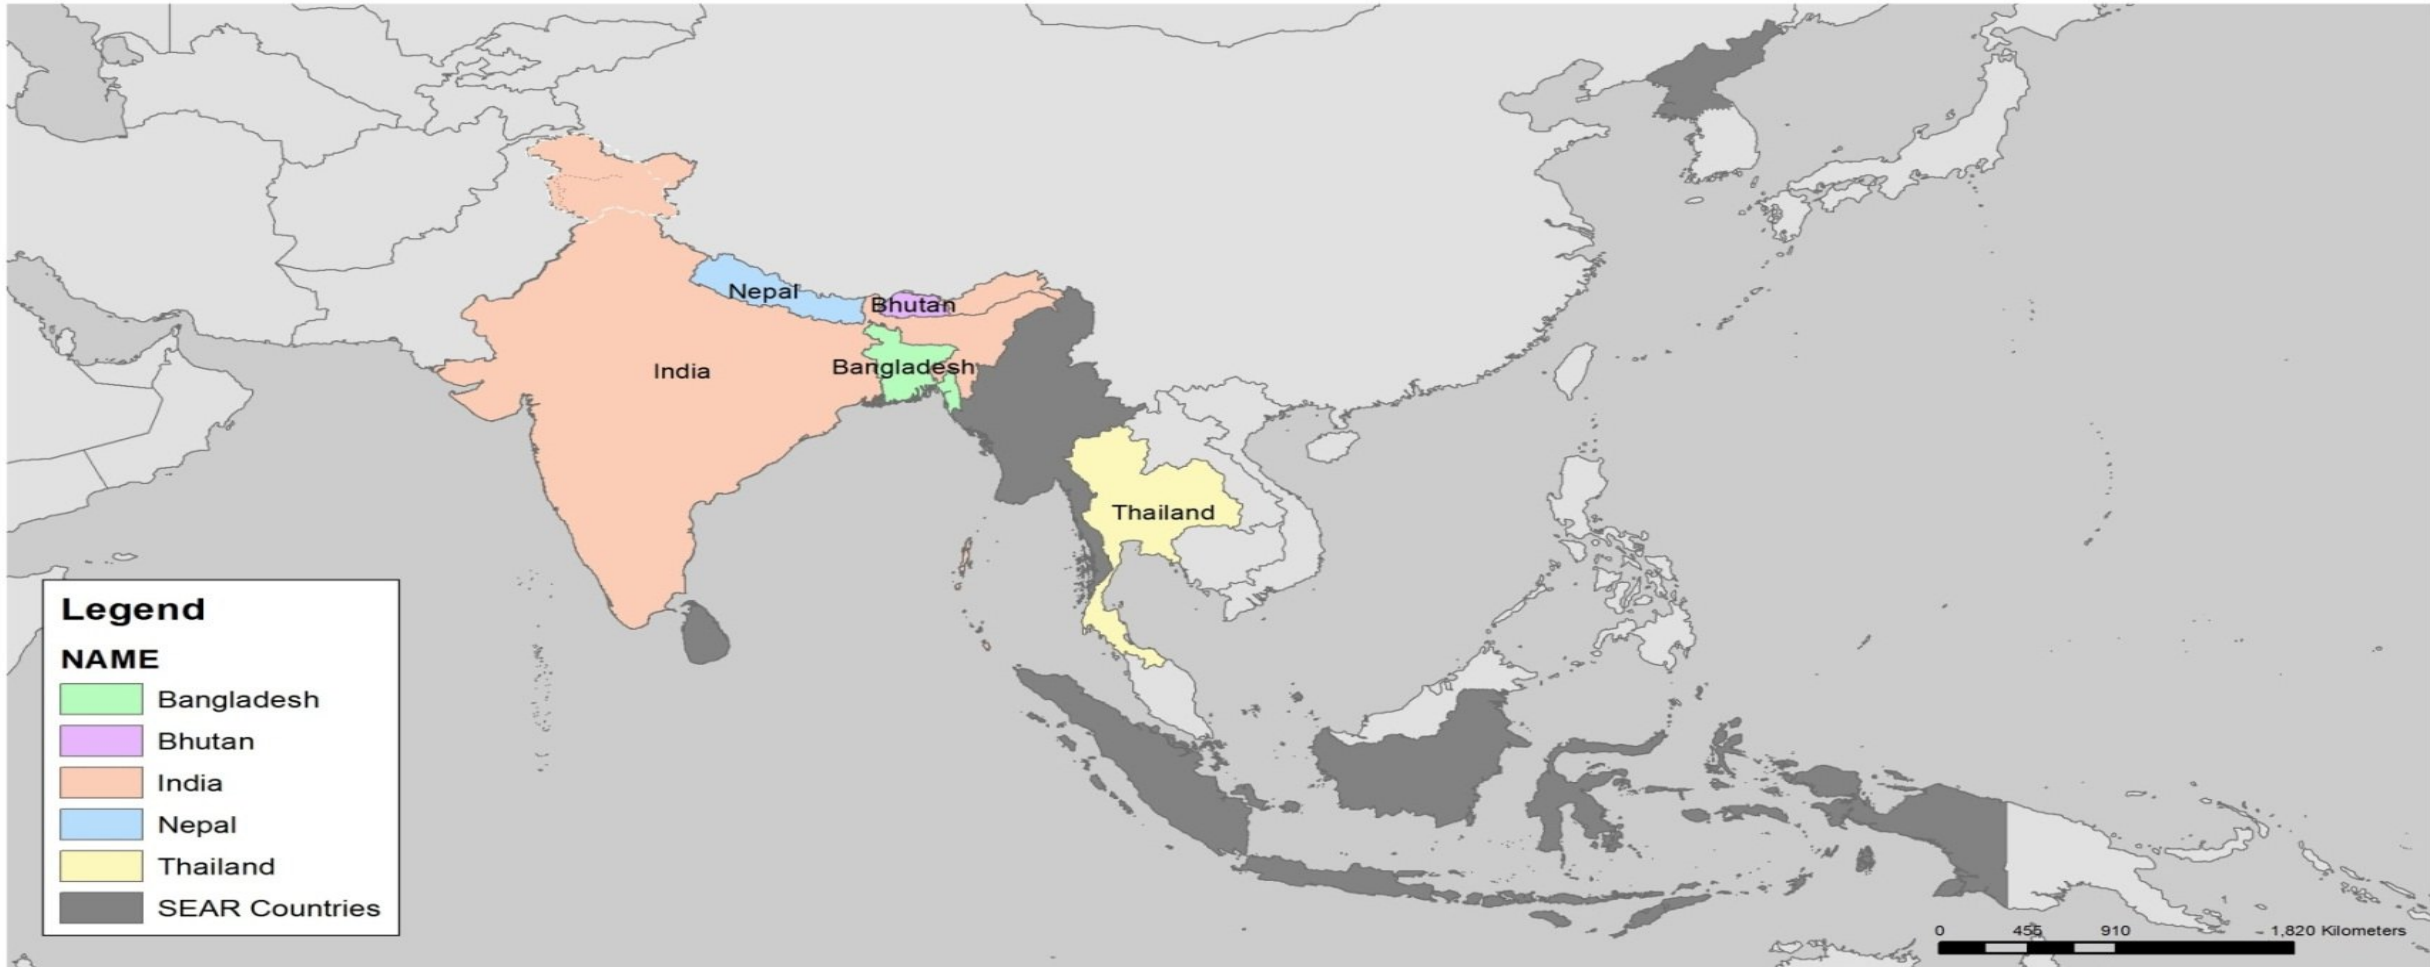 Nepal
Bhutan
Bangladesh
India
Thailand
Legend
NAME
Bangladesh
Bhutan
India
Nepal
Thailand
SEAR Countries
0 455 910 1,820 Kilometers